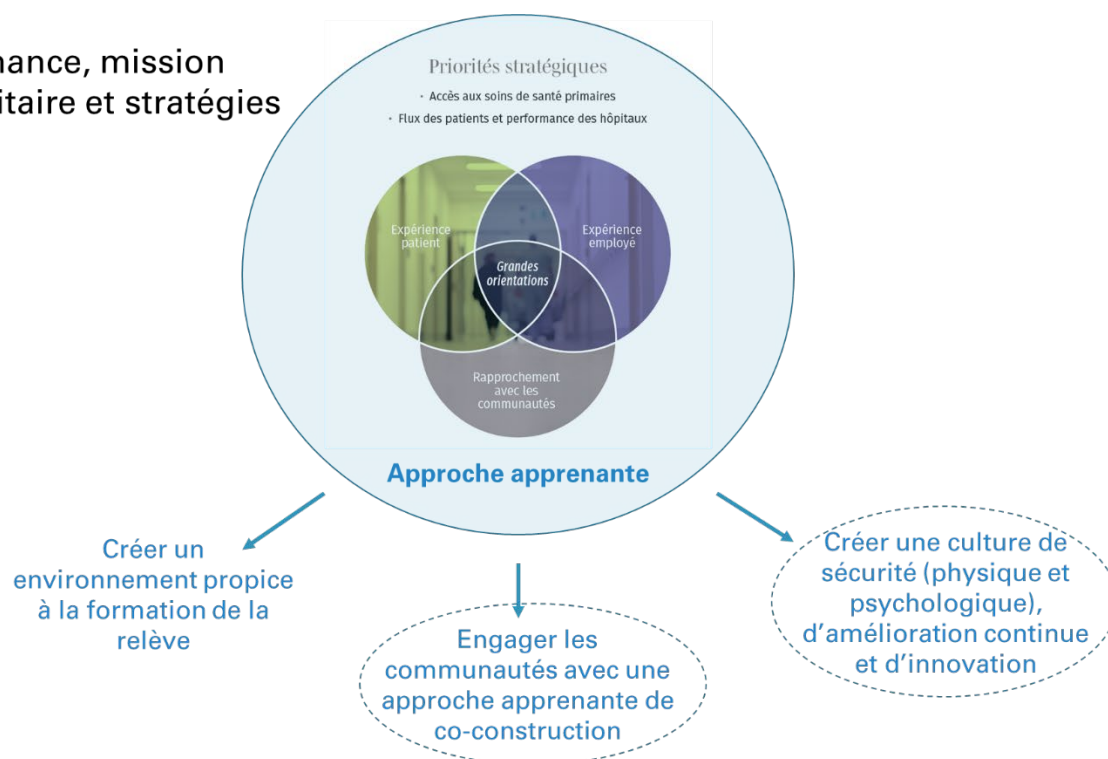 mission
et stratégies
Priorités stratégiques
• Accès aux soins de santé primaires
• Flux des patients et performance des hôpitaux
Expérience
patient
Expérience
employé
Grandes
orientations
Rapprochement
avec les
communautés
Approche apprenante
Créer un
environnement propice
à la formation de la
relève
Engager les
communautés avec une
approche apprenante de
co-construction
Créer une culture de
sécurité (physique et
psychologique),
d’amélioration continue
et d’innovation